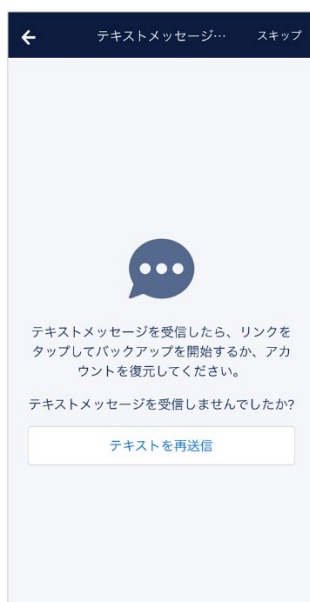 テキストメッセージ… スキップ
テキストメッセージを受信したら、リンクを
タップしてバックアップを開始するか、アカ
ウントを復元してください。
テキストメッセージを受信しませんでしたか?
テキストを再送信